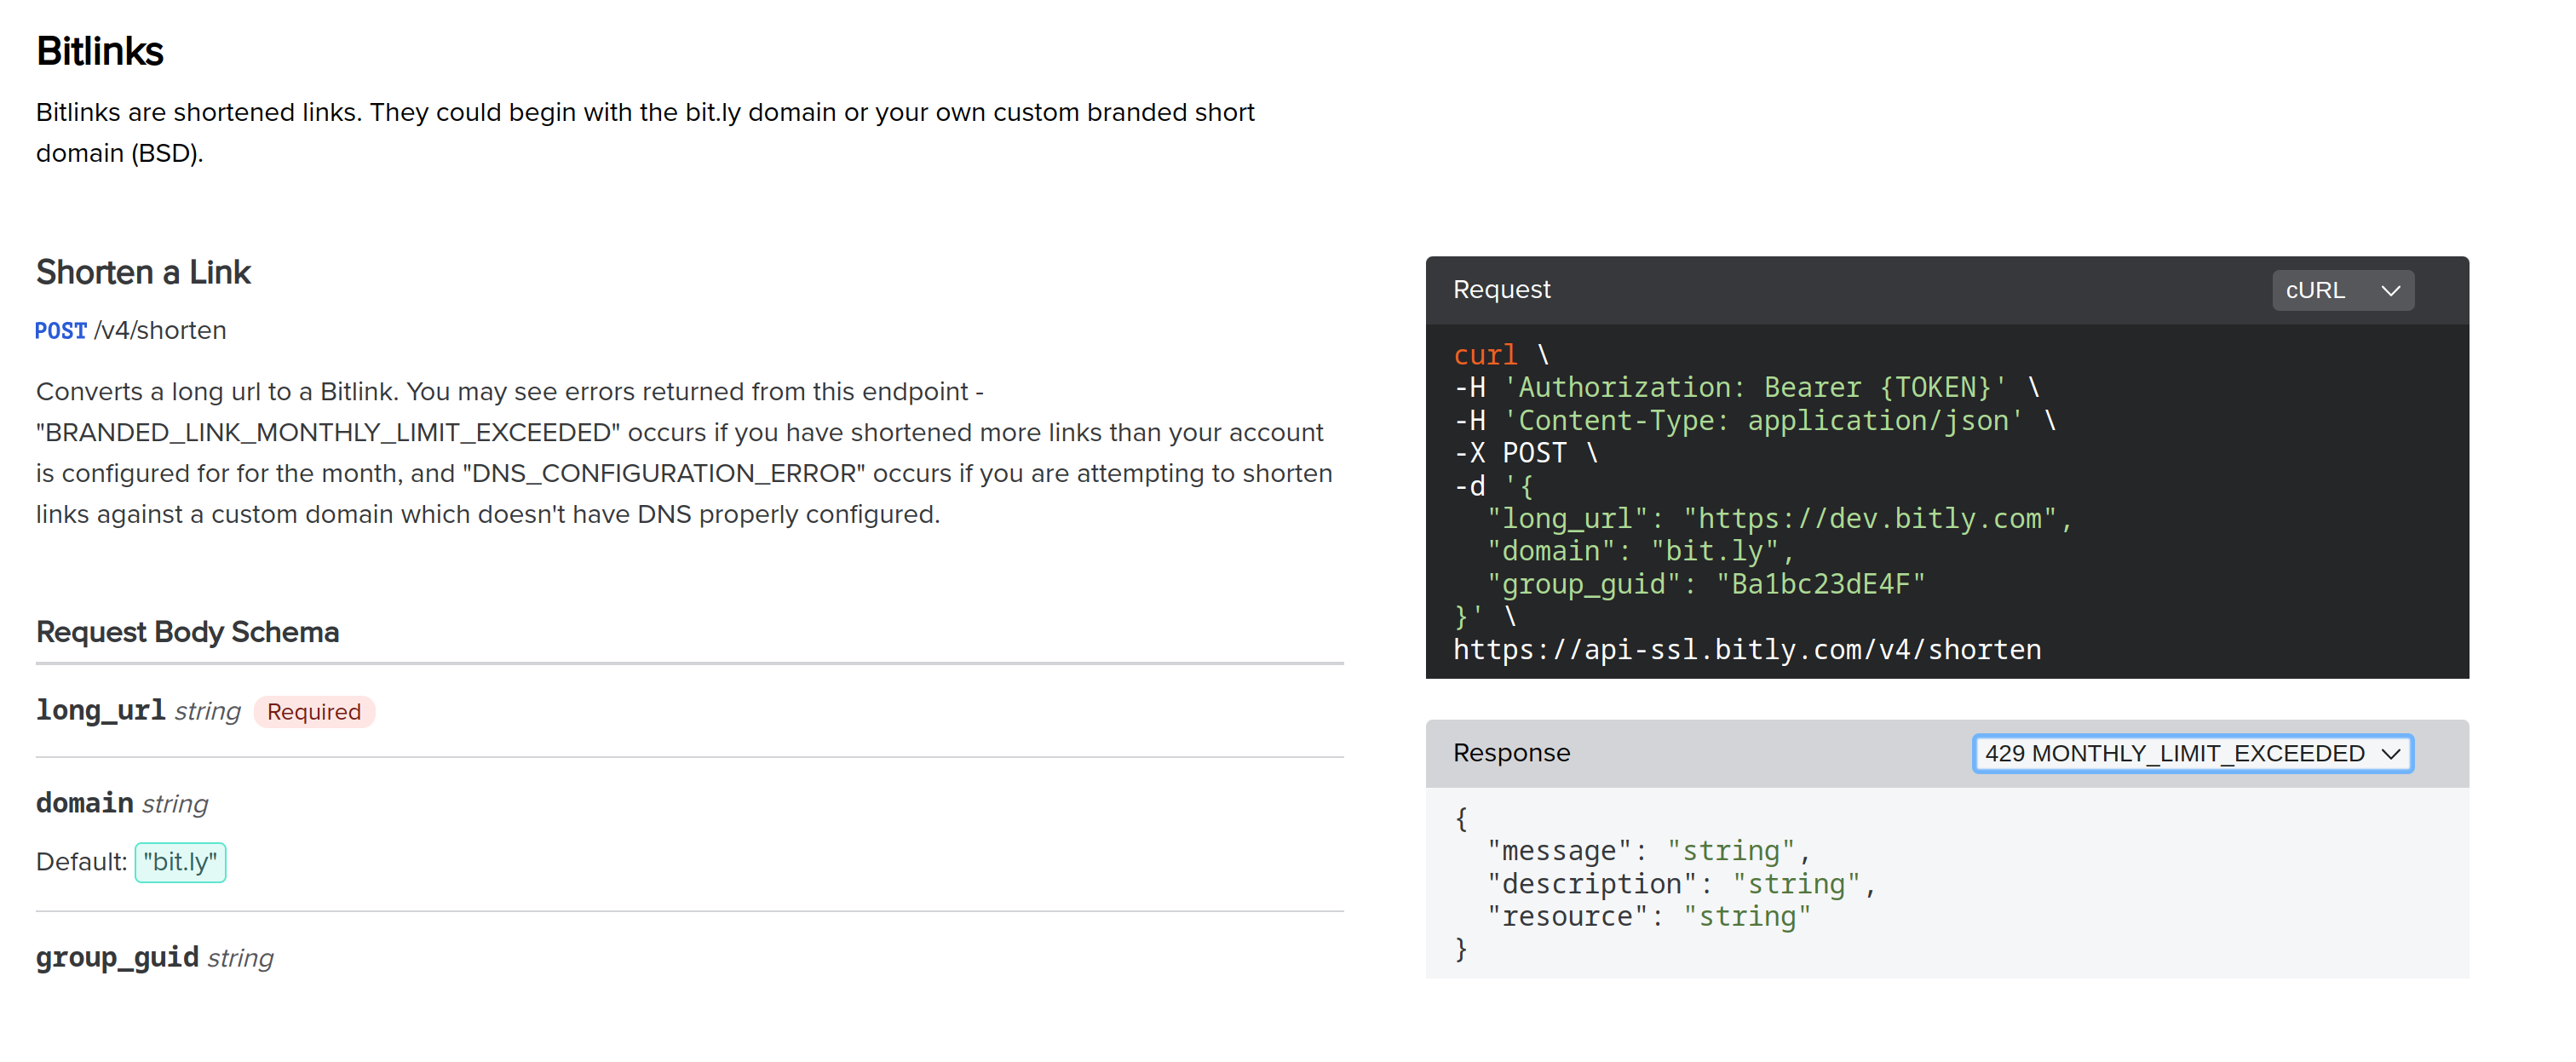 Bitlinks
Bitlinks are shortened links. They could begin with the bit.ly domain or your own custom branded short
domain (BSD).
Shorten a Link
POST /v4/shorten
Converts a long url to a Bitlink. You may see errors returned from this endpoint -
"BRANDED_LINK_MONTHLY_LIMIT_EXCEEDED" occurs if you have shortened more links than your account
is configured for for the month, and "DNS_CONFIGURATION_ERROR" occurs if you are attempting to shorten
links against a custom domain which doesn't have DNS properly configured.
Request Body Schema
long_url string Required
domain string
Default: "bit.ly"
group_guid string
Request cURL
curl \
-H 'Authorization: Bearer {TOKEN}' \
-H 'Content-Type: application/json' \
-X POST \
-d '{
  "long_url": "https://dev.bitly.com",
  "domain": "bit.ly",
  "group_guid": "Ba1bc23dE4F"
}' \
https://api-ssl.bitly.com/v4/shorten
Response 429 MONTHLY_LIMIT_EXCEEDED
{
  "message": "string",
  "description": "string",
  "resource": "string"
}